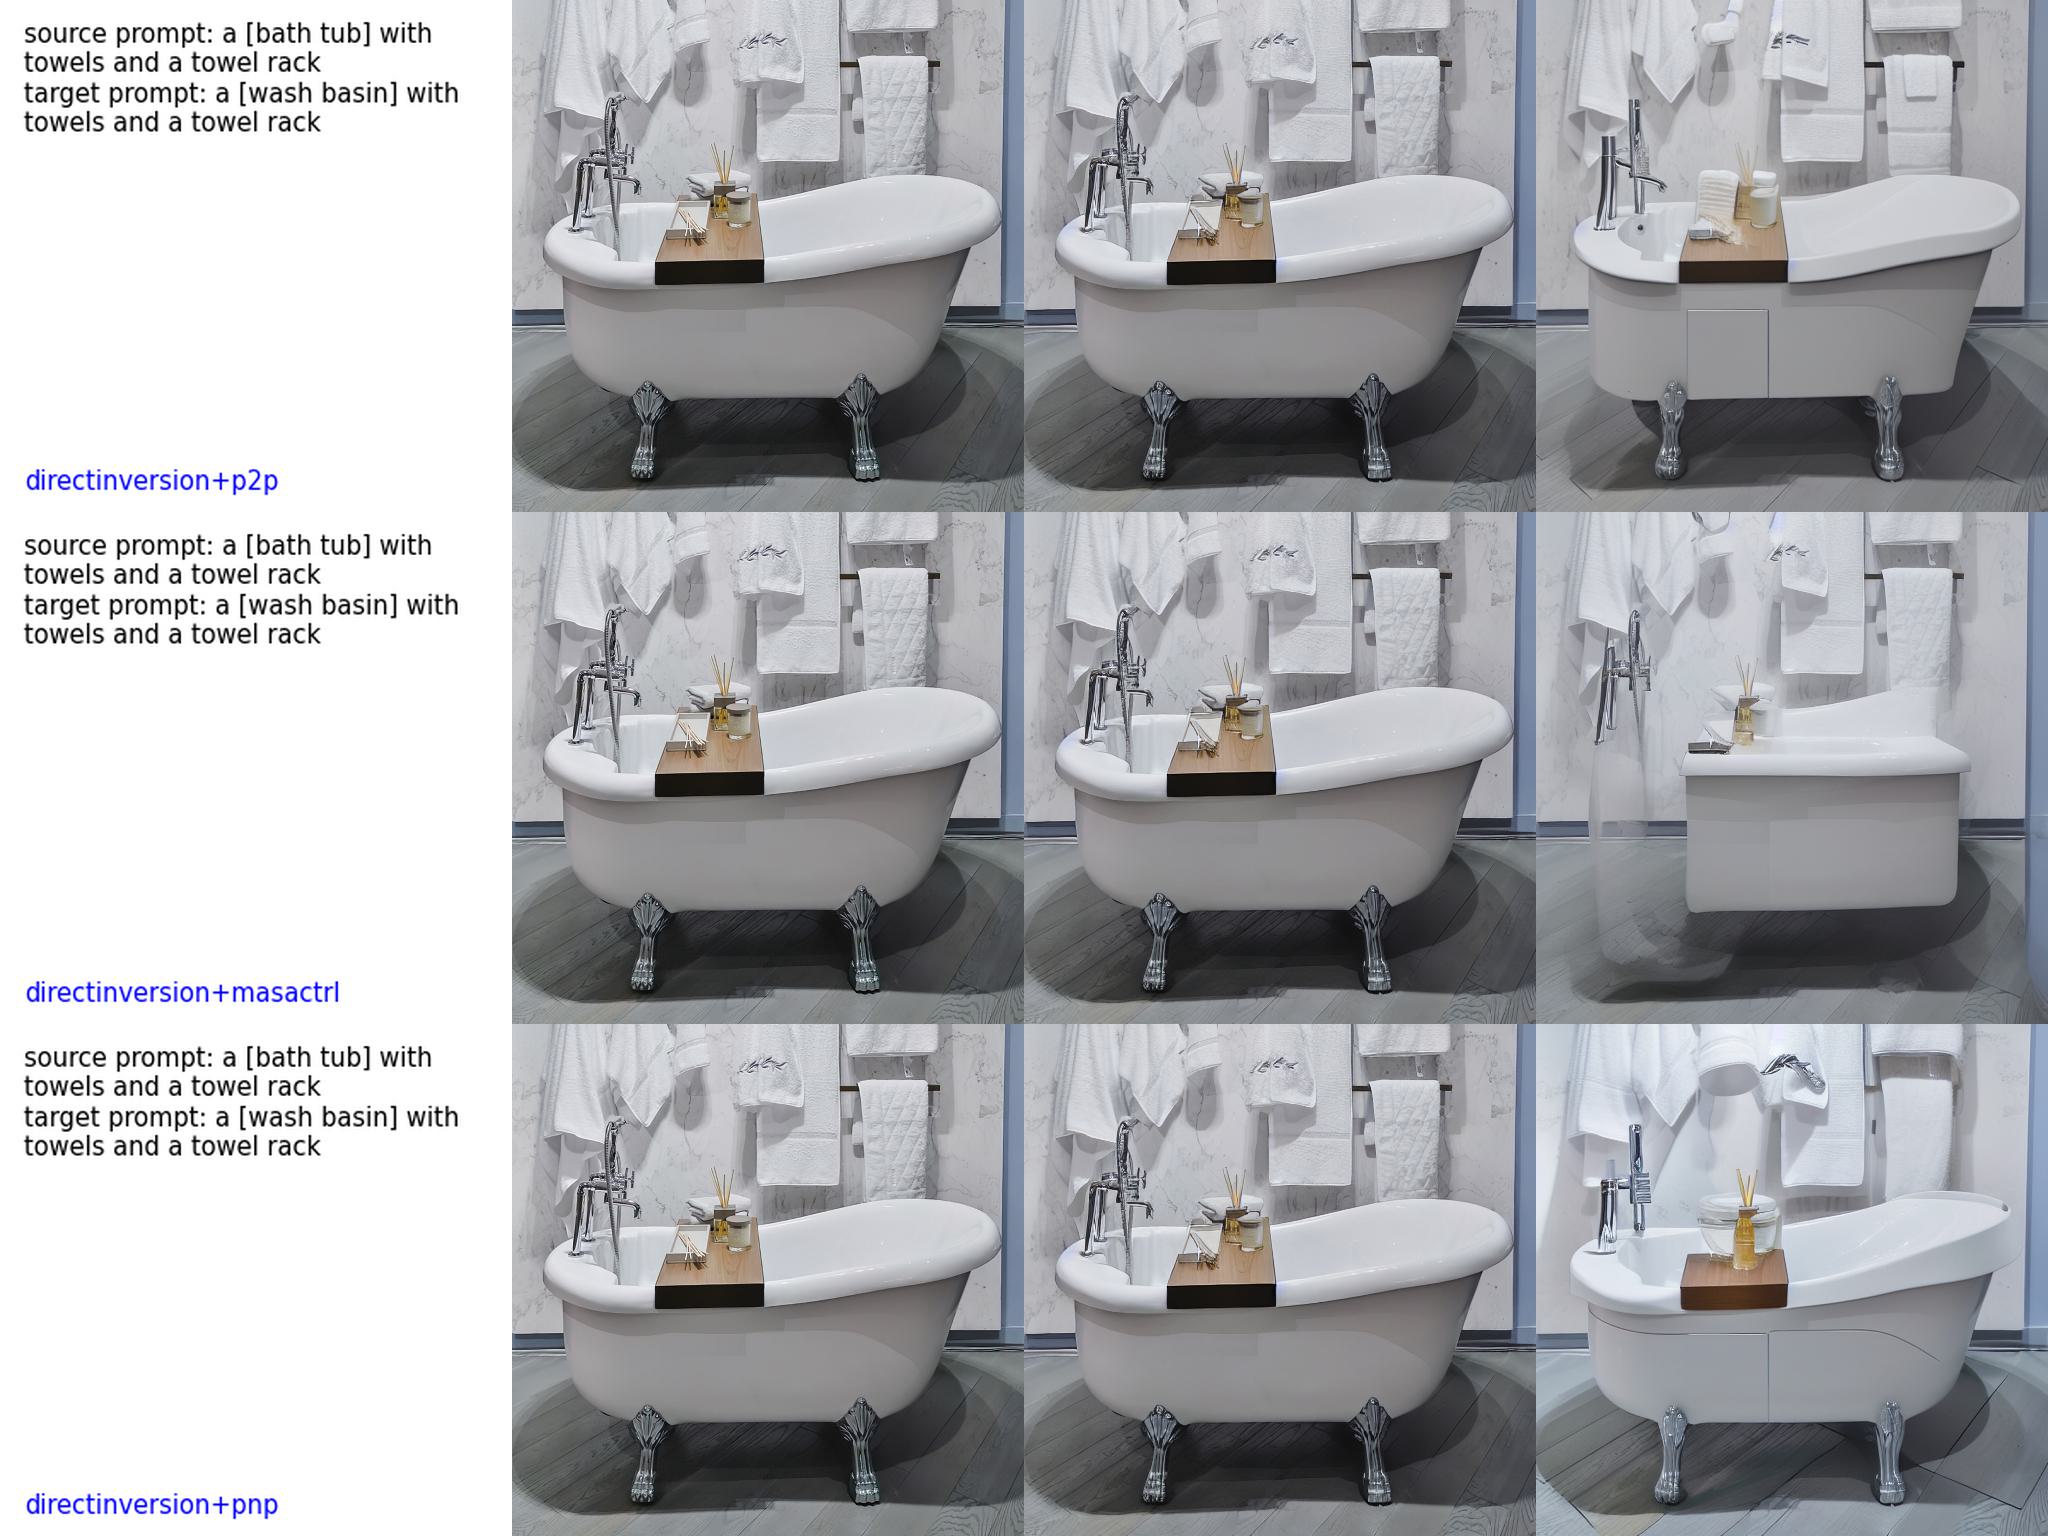 source prompt: a [bath tub] with
towels and a towel rack
target prompt: a [wash basin] with
towels and a towel rack
directinversion+p2p
source prompt: a [bath tub] with
towels and a towel rack
target prompt: a [wash basin] with
towels and a towel rack
directinversion+masactrl
source prompt: a [bath tub] with
towels and a towel rack
target prompt: a [wash basin] with
towels and a towel rack
directinversion+pnp